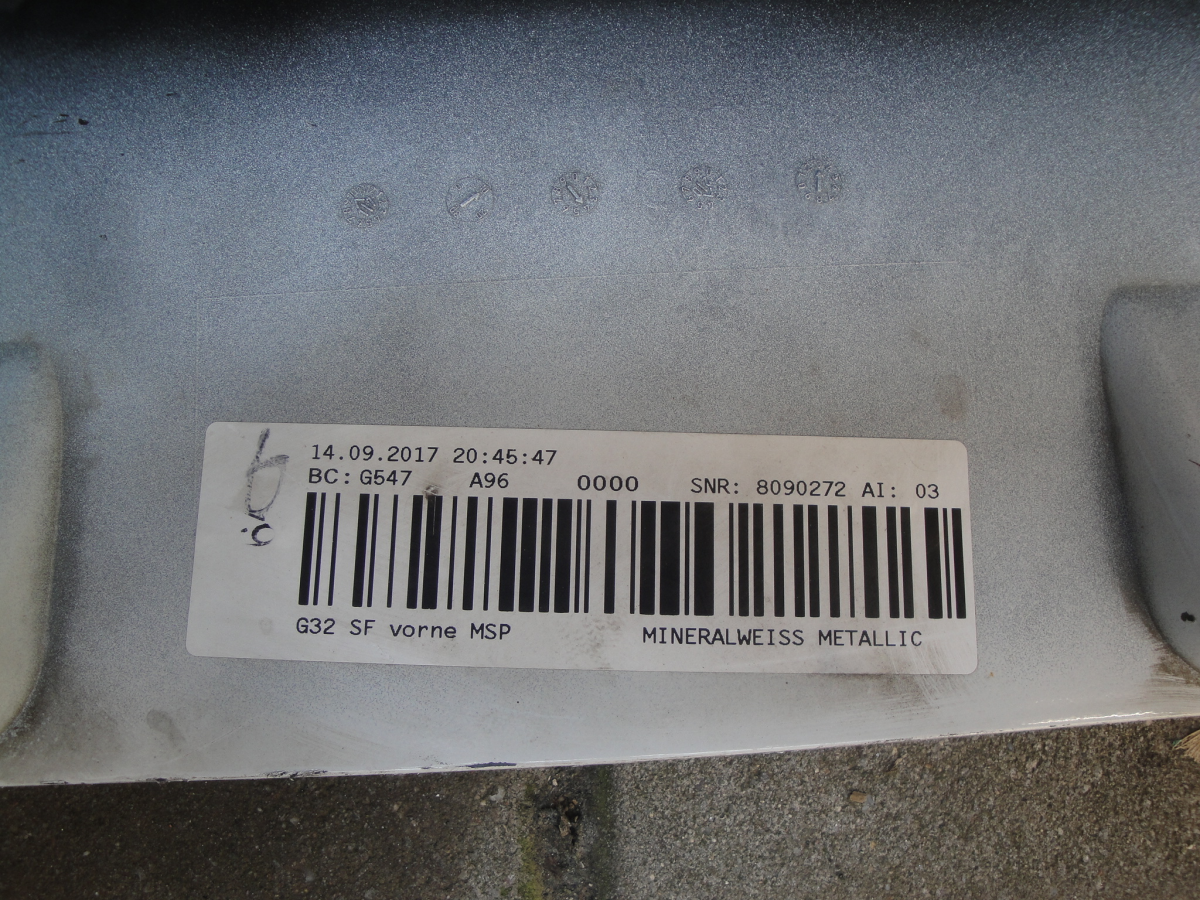 14.09.2017 20:45:47
BC: G547 A96 0000 SNR: 8090272 AI: 03
G32 SF vorne MSP MINERALWEISS METALLIC